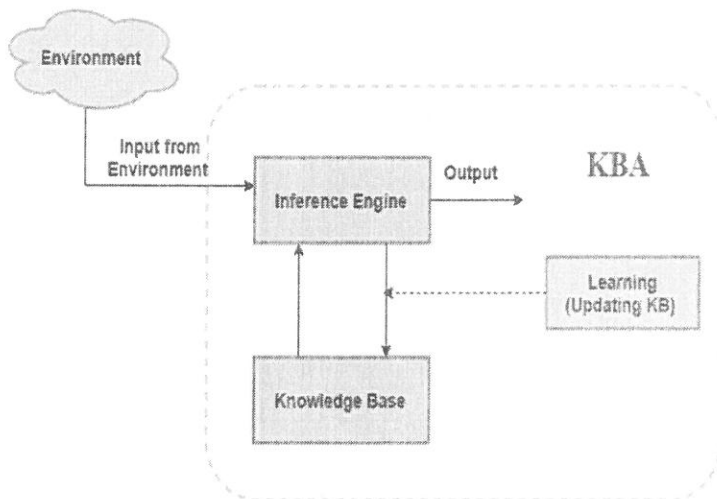 Environment
Input from
Environment
Inference Engine
Output
KBA
Learning
(Updating KB)
Knowledge Base